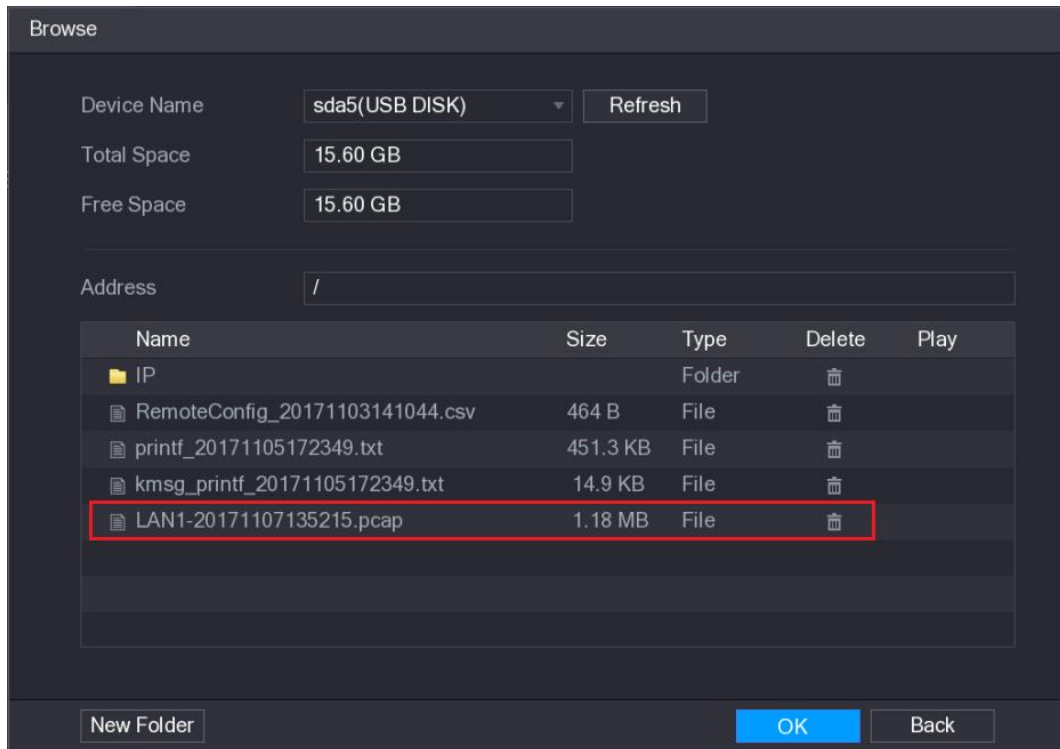 Browse
Device Name sda5(USB DISK) Refresh
Total Space 15.60 GB
Free Space 15.60 GB
Address /
Name Size Type Delete Play
IP Folder
RemoteConfig_20171103141044.csv 464 B File
printf_20171105172349.txt 451.3 KB File
kmsg_printf_20171105172349.txt 14.9 KB File
LAN1-20171107135215.pcap 1.18 MB File
New Folder OK Back